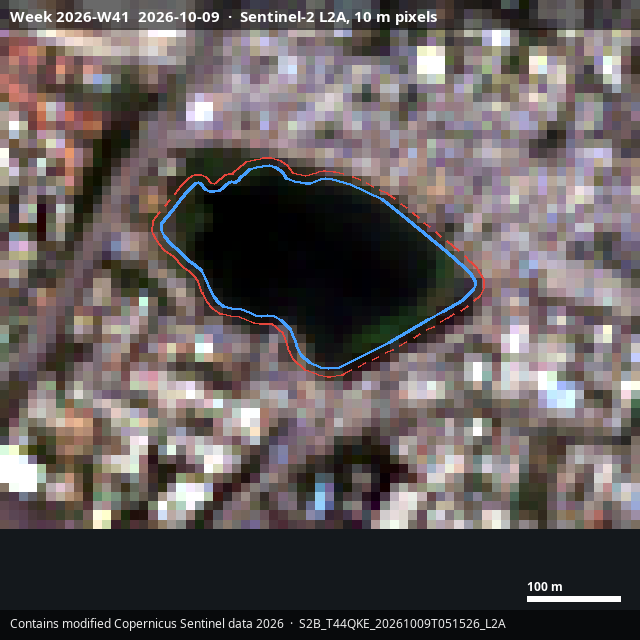 Week 2026-W41  2026-10-09  ·  Sentinel-2 L2A, 10 m pixels
100 m
Contains modified Copernicus Sentinel data 2026  ·  S2B_T44QKE_20261009T051526_L2A